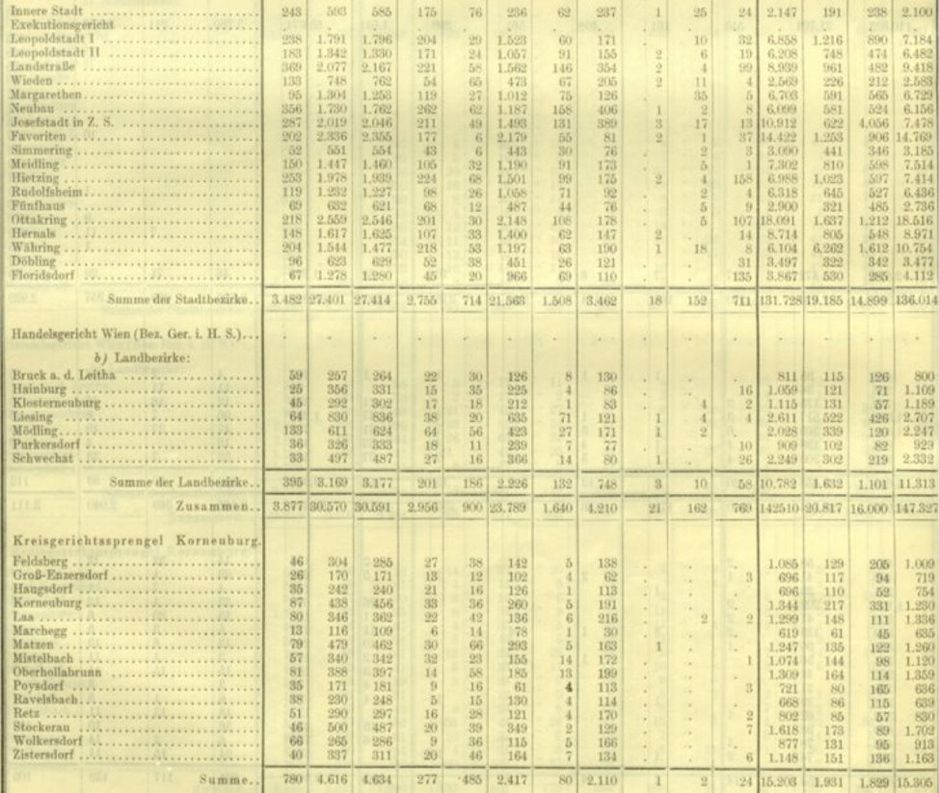 Innere Stadt 243 593 585 175 76 236 62 237 1 25 24 2.147 191 238 2.100
Exekutionsgericht . . . . . . . . . . . . . . .
Leopoldstadt I 238 1.791 1.796 204 29 1.523 60 171 . 10 32 6.858 1.216 890 7.184
Leopoldstadt II 183 1.342 1.330 171 24 1.057 91 155 2 6 19 6.208 748 474 6.482
Landstraße 369 2.077 2.167 221 58 1.562 146 354 2 4 99 8.939 961 482 9.418
Wieden 133 748 762 54 65 473 67 205 2 11 4 2.569 226 212 2.583
Margarethen 95 1.304 1.253 119 27 1.012 75 126 . 35 5 6.703 591 565 6.729
Neubau 356 1.730 1.762 262 62 1.187 158 406 1 2 8 6.099 581 524 6.156
Josefstadt in Z. S. 287 2.019 2.046 211 49 1.493 131 389 3 17 13 10.912 622 4.056 7.478
Favoriten 202 2.336 2.355 177 6 2.179 55 81 2 1 37 14.422 1.253 906 14.769
Simmering 52 551 554 43 6 443 30 76 . 2 3 3.090 441 346 3.185
Meidling 150 1.447 1.460 105 32 1.190 91 173 . 5 1 7.302 810 598 7.514
Hietzing 253 1.978 1.939 224 68 1.501 99 175 2 4 158 6.988 1.023 597 7.414
Rudolfsheim 119 1.232 1.227 98 26 1.058 71 92 . 2 4 6.318 645 527 6.436
Fünfhaus 69 632 621 68 12 487 44 76 . 5 9 2.900 321 485 2.736
Ottakring 218 2.559 2.546 201 30 2.148 108 178 . 5 107 18.091 1.637 1.212 18.516
Hernals 148 1.617 1.625 107 33 1.400 62 147 2 . 14 8.714 805 548 8.971
Währing 204 1.544 1.477 218 53 1.197 63 190 1 18 8 6.104 6.262 1.612 10.754
Döbling 96 623 629 52 38 451 26 121 . . 31 3.497 322 342 3.477
Floridsdorf 67 1.278 1.280 45 20 966 69 110 . . 135 3.867 530 285 4.112
Summe der Stadtbezirke.. 3.482 27.401 27.414 2.755 714 21.563 1.508 3.462 18 152 711 131.728 19.185 14.899 136.014
Handelsgericht Wien (Bez. Ger. i. H. S.)... . . . . . . . . . . . . . . .
b) Landbezirke:
Bruck a. d. Leitha 59 257 264 22 30 126 8 130 . . . 811 115 126 800
Hainburg 25 356 331 15 35 225 4 86 . . 16 1.059 121 71 1.109
Klosterneuburg 45 292 302 17 18 212 1 83 . 4 2 1.115 131 57 1.189
Liesing 64 830 836 38 20 635 71 121 1 4 4 2.611 522 426 2.707
Mödling 133 611 624 64 56 423 27 171 1 2 . 2.028 339 120 2.247
Purkersdorf 36 326 333 18 11 239 7 77 . . 10 909 102 82 929
Schwechat 33 497 487 27 16 366 14 80 1 . 26 2.249 302 219 2.332
Summe der Landbezirke.. 395 3.169 3.177 201 186 2.226 132 748 3 10 58 10.782 1.632 1.101 11.313
Zusammen.. 3.877 30.570 30.591 2.956 900 23.789 1.640 4.210 21 162 769 142510 20.817 16.000 147.327
Kreisgerichtssprengel Korneuburg.
Feldsberg 46 304 285 27 38 142 5 138 . . . 1.085 129 205 1.009
Groß-Enzersdorf 26 170 171 13 12 102 4 62 . . 3 696 117 94 719
Haugsdorf 35 242 240 21 16 126 1 113 . . . 696 110 52 754
Korneuburg 87 438 456 33 36 260 5 191 . . . 1.344 217 331 1.230
Laa 80 346 362 22 42 136 6 216 . 2 2 1.299 148 111 1.336
Marchegg 13 116 109 6 14 78 1 30 . . . 619 61 45 635
Matzen 79 479 462 30 66 293 5 163 1 . . 1.247 135 122 1.260
Mistelbach 57 340 342 32 23 155 14 172 . . 1 1.074 144 98 1.120
Oberhollabrunn 81 388 397 14 58 185 13 199 . . . 1.309 164 114 1.359
Poysdorf 35 171 181 9 16 61 4 113 . . 3 721 80 165 636
Ravelsbach 38 230 248 5 15 130 4 114 . . . 668 86 115 639
Retz 51 290 297 16 28 121 4 170 . . 2 802 85 57 830
Stockerau 46 500 487 20 39 349 2 129 . . 7 1.618 173 89 1.702
Wolkersdorf 66 265 286 9 36 115 5 166 . . . 877 131 95 913
Zistersdorf 40 337 311 20 46 164 7 134 . . 6 1.148 151 136 1.163
Summe.. 780 4.616 4.634 277 485 2.417 80 2.110 1 2 24 15.203 1.931 1.829 15.305